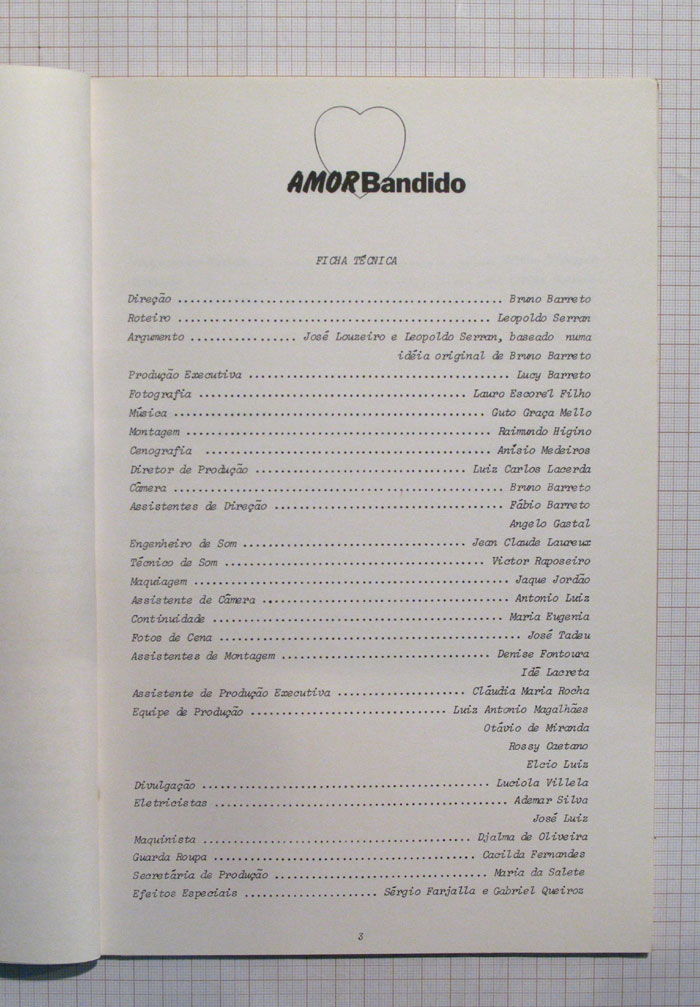 AMORBandido
FICHA TÉCNICA
Direção ...................................................... Bruno Barreto
Roteiro .................................................... Leopoldo Serran
Argumento .................. José Louzeiro e Leopoldo Serran, baseado numa
idéia original de Bruno Barreto
Produção Executiva ............................................ Lucy Barreto
Fotografia ............................................. Lauro Escorel Filho
Música .................................................... Guto Graça Mello
Montagem ................................................... Raimundo Higino
Cenografia ................................................ Anísio Medeiros
Diretor de Produção .................................... Luiz Carlos Lacerda
Câmera ....................................................... Bruno Barreto
Assistentes de Direção ...................................... Fábio Barreto
Angelo Gastal
Engenheiro de Som ..................................... Jean Claude Laureux
Técnico de Som ........................................... Victor Raposeiro
Maquiagem ..................................................... Jaque Jordão
Assistente de Câmera ......................................... Antonio Luiz
Continuidade ................................................ Maria Eugenia
Fotos de Cena .................................................. José Tadeu
Assistentes de Montagem ................................... Denise Fontoura
Idê Lacreta
Assistente de Produção Executiva ...................... Cláudia Maria Rocha
Equipe de Produção ................................. Luiz Antonio Magalhães
Otávio de Miranda
Rossy Caetano
Elcio Luiz
Divulgação ................................................ Luciola Villela
Eletricistas ................................................. Ademar Silva
José Luiz
Maquinista ............................................. Djalma de Oliveira
Guarda Roupa ............................................ Cacilda Fernandes
Secretária de Produção .................................... Maria da Salete
Efeitos Especiais ...................... Sérgio Farjalla e Gabriel Queiroz
3